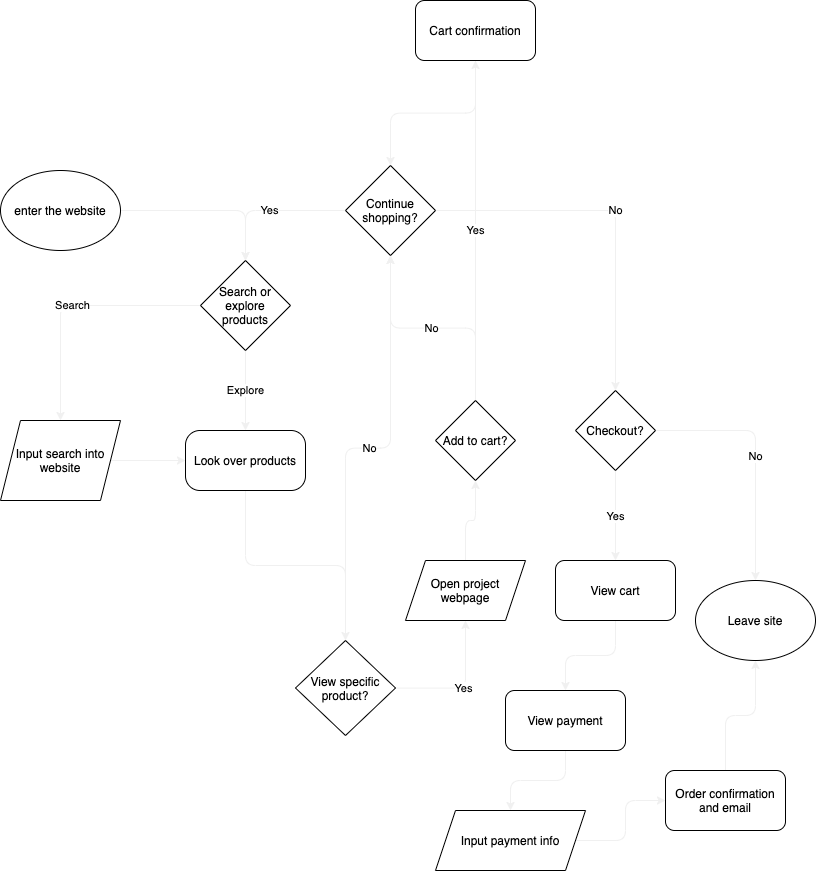 Cart confirmation
enter the website
Yes
Continue
shopping?
No
Yes
Search or
explore
products
Search
No
Explore
Add to cart?
Checkout?
Input search into
website
Look over products
No
No
Yes
Open project
webpage
View cart
Leave site
View specific
product?
Yes
View payment
Order confirmation
and email
Input payment info